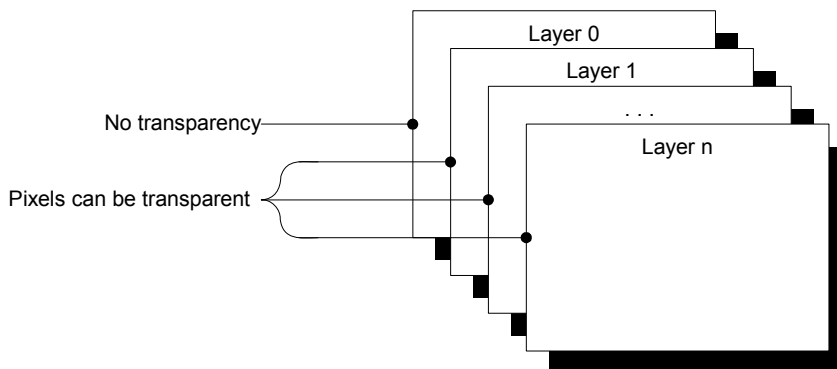 Layer 0
Layer 1
. . .
No transparency
Layer n
Pixels can be transparent